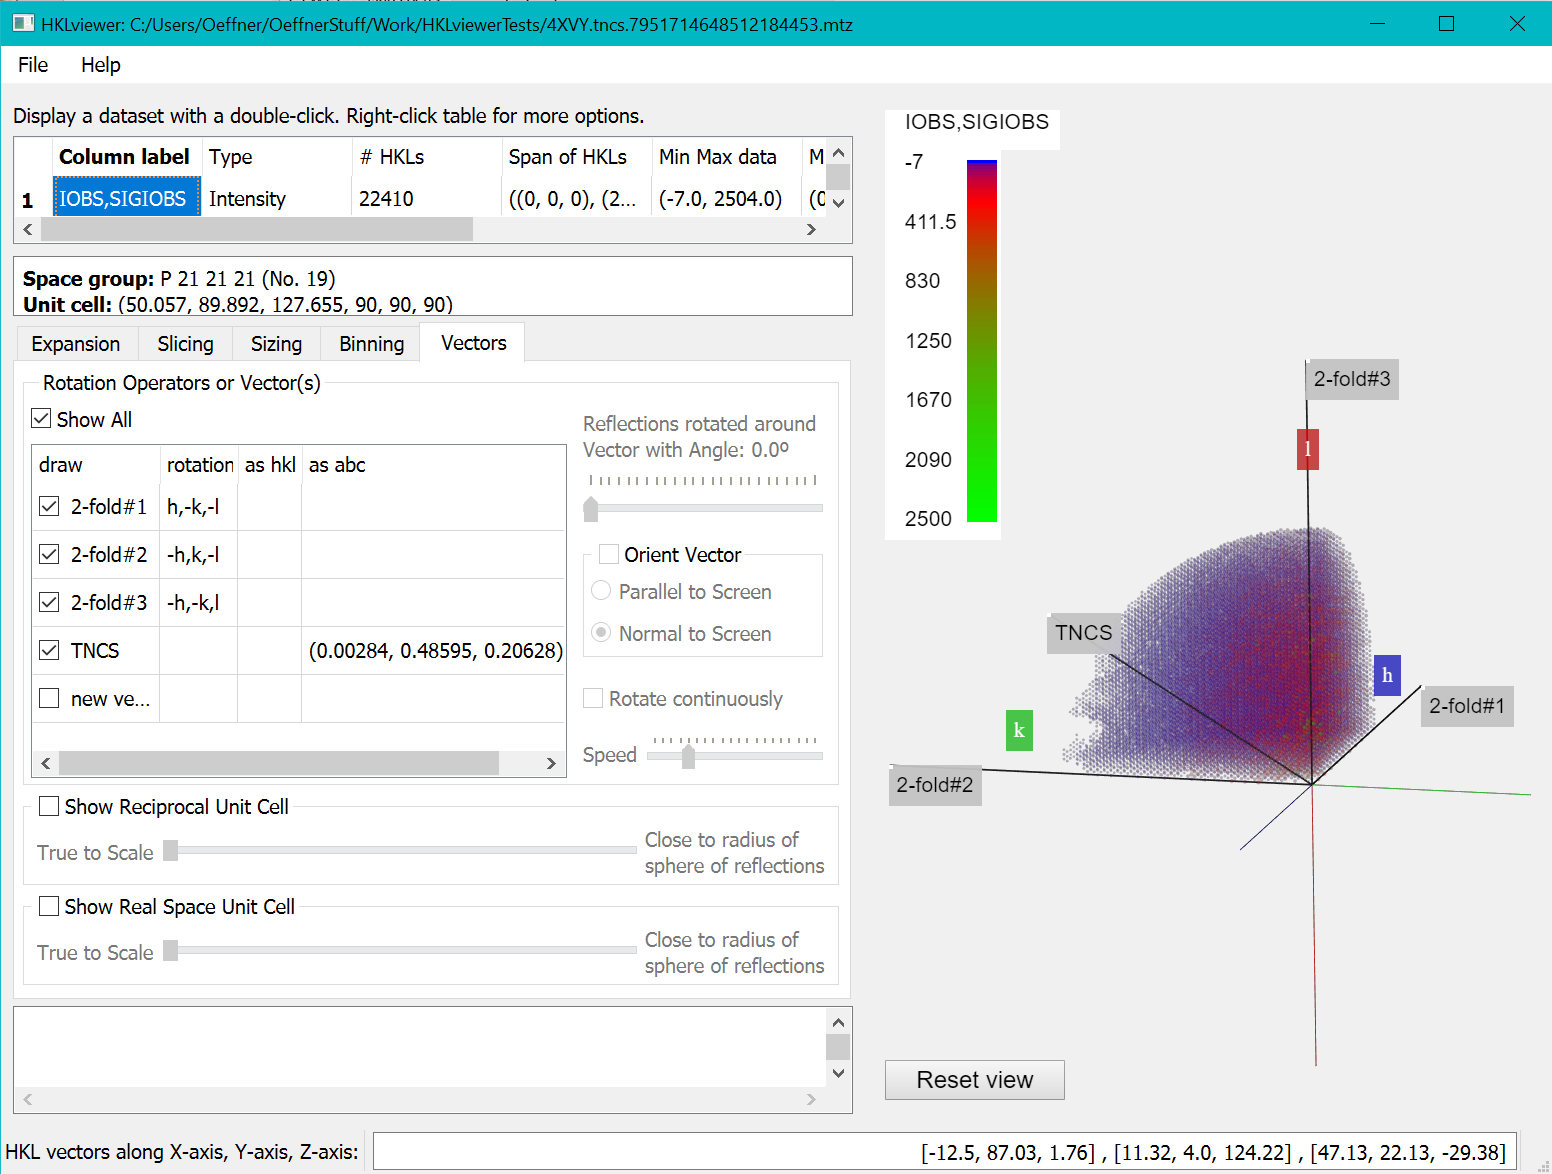 HKLviewer: C:/Users/Oeffner/OeffnerStuff/Work/HKLviewerTests/4XVY.tncs.7951714648512184453.mtz
File Help
Display a dataset with a double-click. Right-click table for more options.
Column label Type # HKLs Span of HKLs Min Max data M
1 IOBS,SIGIOBS Intensity 22410 ((0, 0, 0), (2... (-7.0, 2504.0) (0
Space group: P 21 21 21 (No. 19)
Unit cell: (50.057, 89.892, 127.655, 90, 90, 90)
Expansion Slicing Sizing Binning Vectors
Rotation Operators or Vector(s)
Show All
draw rotation as hkl as abc
2-fold#1 h,-k,-l
2-fold#2 -h,k,-l
2-fold#3 -h,-k,l
TNCS (0.00284, 0.48595, 0.20628)
new ve...
Reflections rotated around
Vector with Angle: 0.0º
Orient Vector
Parallel to Screen
Normal to Screen
Rotate continuously
Speed
Show Reciprocal Unit Cell
True to Scale
Close to radius of
sphere of reflections
Show Real Space Unit Cell
True to Scale
Close to radius of
sphere of reflections
IOBS,SIGIOBS
-7
411.5
830
1250
1670
2090
2500
2-fold#3
l
TNCS
h
2-fold#1
k
2-fold#2
Reset view
HKL vectors along X-axis, Y-axis, Z-axis: [-12.5, 87.03, 1.76] , [11.32, 4.0, 124.22] , [47.13, 22.13, -29.38]